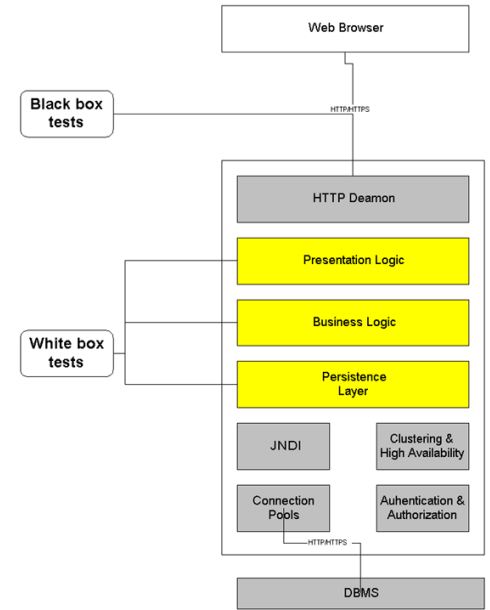 Web Browser
HTTP/HTTPS
Black box
tests
HTTP Deamon
Presentation Logic
Business Logic
White box
tests
Persistence
Layer
JNDI
Clustering &
High Availability
Connection
Pools
Auhentication &
Authorization
HTTP/HTTPS
DBMS